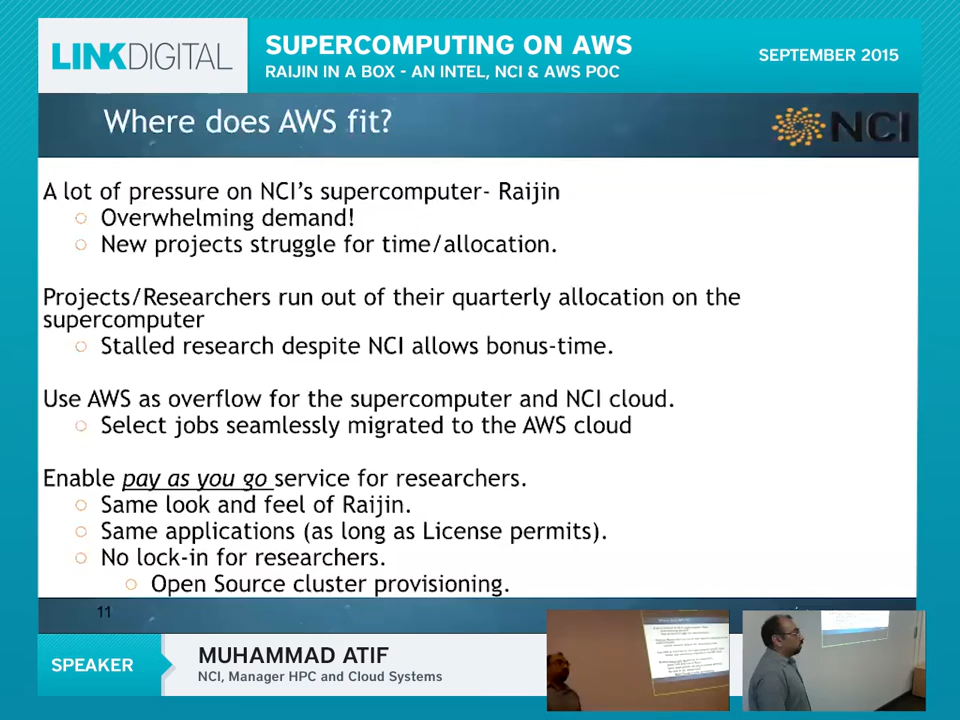 LINKDIGITAL
SUPERCOMPUTING ON AWS
RAIJIN IN A BOX - AN INTEL, NCI & AWS POC
SEPTEMBER 2015
Where does AWS fit?
NCI
A lot of pressure on NCI's supercomputer- Raijin
Overwhelming demand!
New projects struggle for time/allocation.
Projects/Researchers run out of their quarterly allocation on the
supercomputer
Stalled research despite NCI allows bonus-time.
Use AWS as overflow for the supercomputer and NCI cloud.
Select jobs seamlessly migrated to the AWS cloud
Enable pay as you go service for researchers.
Same look and feel of Raijin.
Same applications (as long as License permits).
No lock-in for researchers.
Open Source cluster provisioning.
11
SPEAKER
MUHAMMAD ATIF
NCI, Manager HPC and Cloud Systems